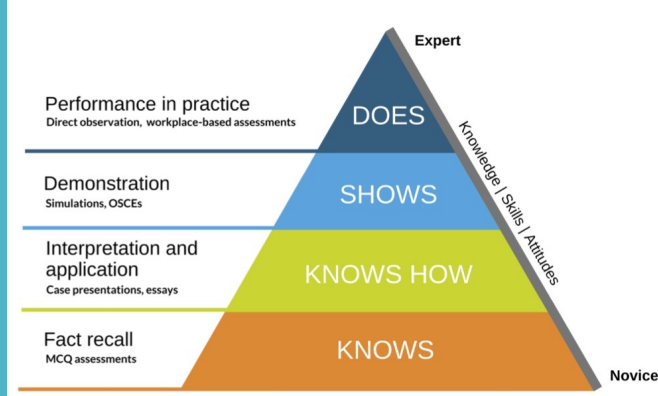 Expert
Performance in practice
Direct observation, workplace-based assessments
DOES
Knowledge | Skills | Attitudes
Demonstration
Simulations, OSCEs
SHOWS
Interpretation and
application
Case presentations, essays
KNOWS HOW
Fact recall
MCQ assessments
KNOWS
Novice